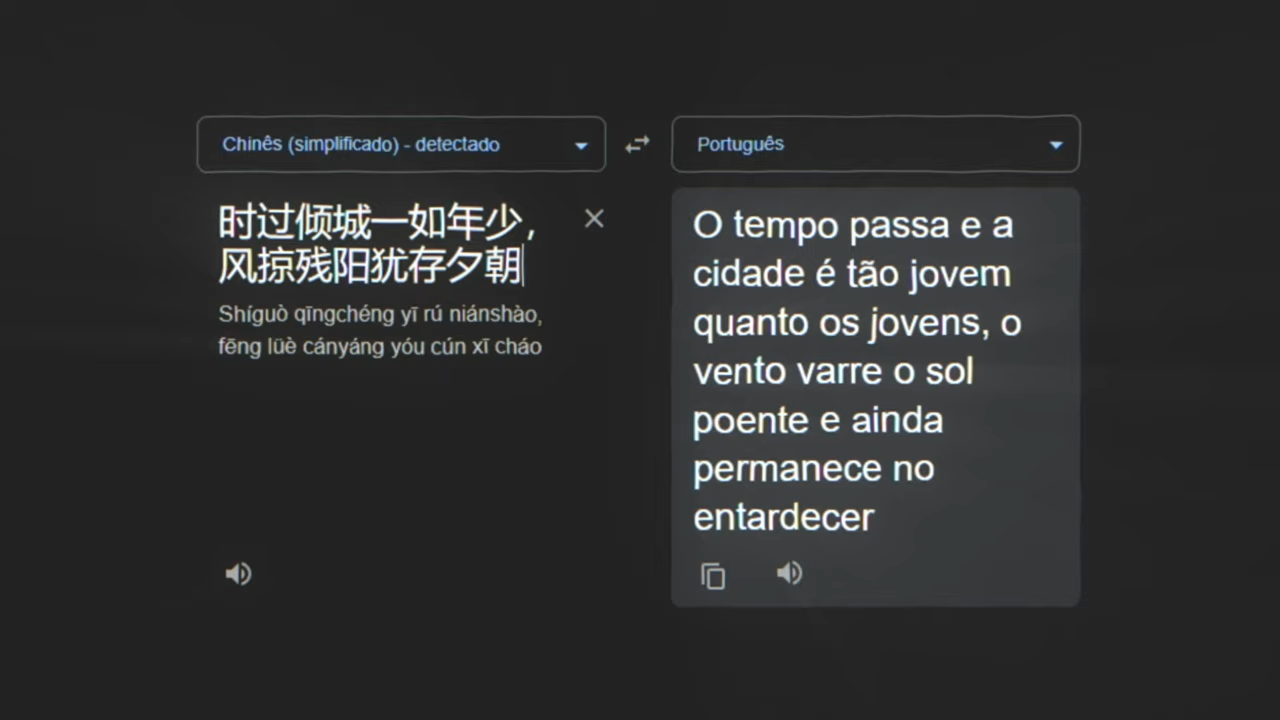 Chinês (simplificado) - detectado
Português
时过倾城一如年少，
风掠残阳犹存夕朝
Shíguò qīngchéng yī rú niánshào,
fēng lüè cányáng yóu cún xī cháo
O tempo passa e a
cidade é tão jovem
quanto os jovens, o
vento varre o sol
poente e ainda
permanece no
entardecer